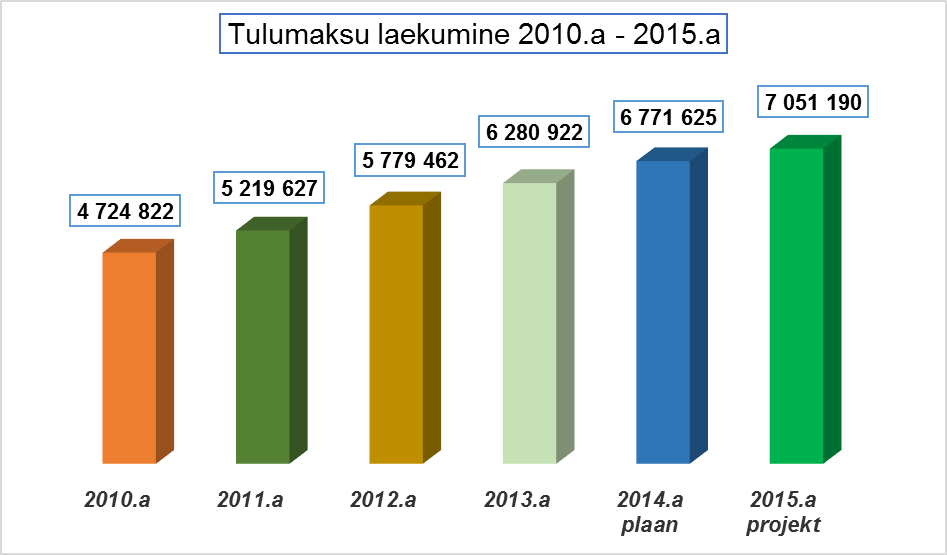 Tulumaksu laekumine 2010.a - 2015.a
4 724 822
5 219 627
5 779 462
6 280 922
6 771 625
7 051 190
2010.a
2011.a
2012.a
2013.a
2014.a
plaan
2015.a
projekt